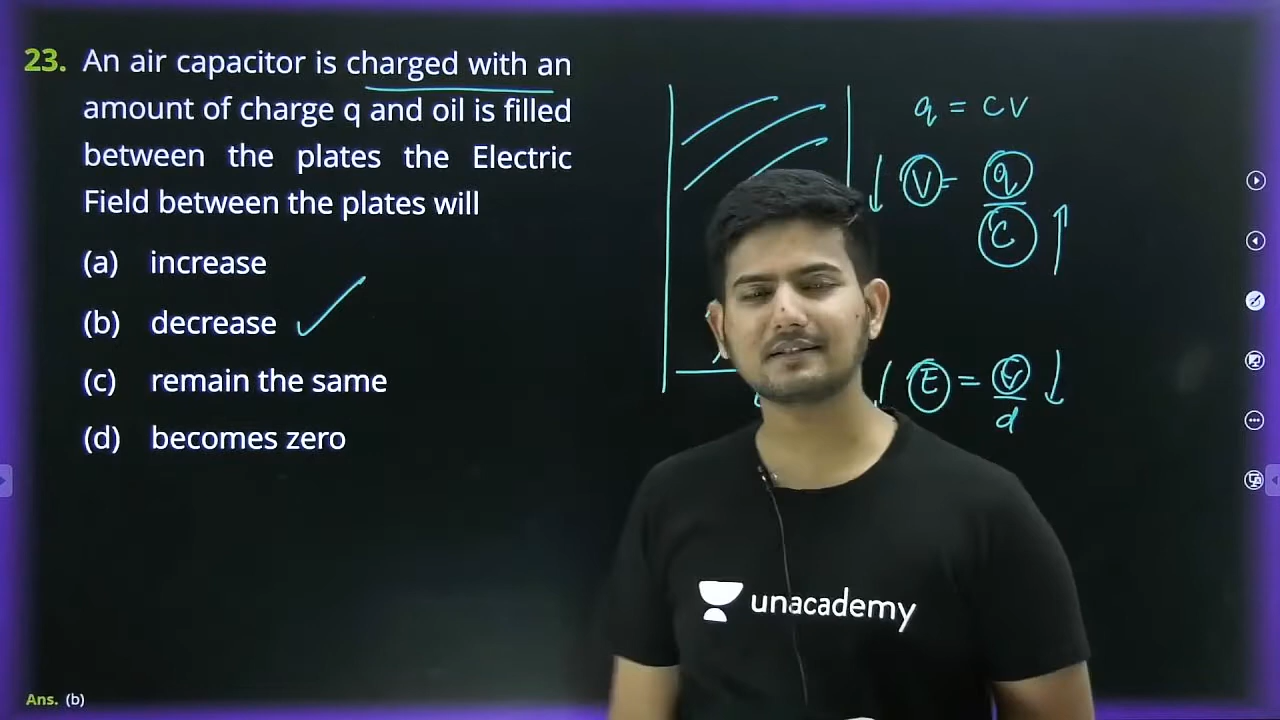 23. An air capacitor is charged with an
amount of charge q and oil is filled
between the plates the Electric
Field between the plates will
(a) increase
(b) decrease
(c) remain the same
(d) becomes zero
q = CV
V = q
C
E = V
d
unacademy
Ans. (b)